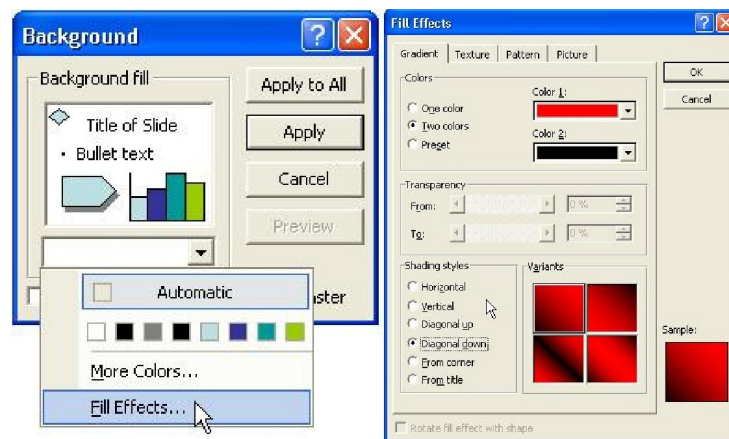 Background
Background fill
Title of Slide
• Bullet text
Apply to All
Apply
Cancel
Preview
Automatic
ster
More Colors...
Fill Effects...
Fill Effects
Gradient
Texture
Pattern
Picture
Colors
One color
Two colors
Preset
Color 1:
Color 2:
OK
Cancel
Transparency
From:
0 %
To:
0 %
Shading styles
Horizontal
Vertical
Diagonal up
Diagonal down
From corner
From title
Variants
Sample:
Rotate fill effect with shape